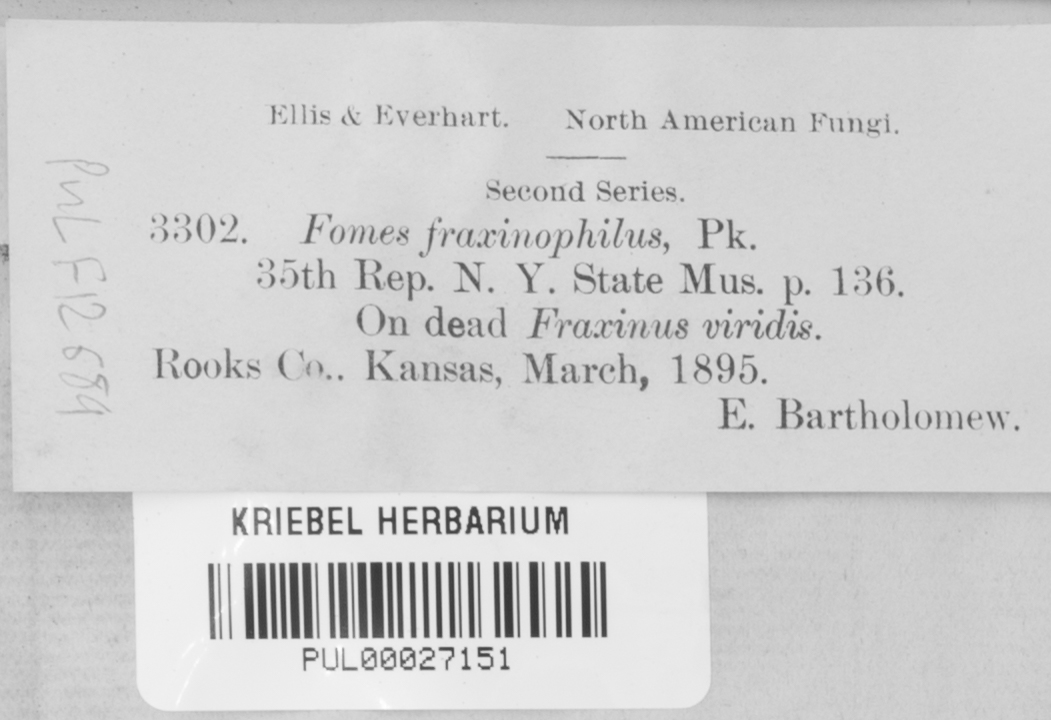 Ellis & Everhart. North American Fungi.
Second Series.
3302. Fomes fraxinophilus, Pk.
35th Rep. N. Y. State Mus. p. 136.
On dead Fraxinus viridis.
Rooks Co.. Kansas, March, 1895.
E. Bartholomew.
PUL F12689
KRIEBEL HERBARIUM
PUL00027151